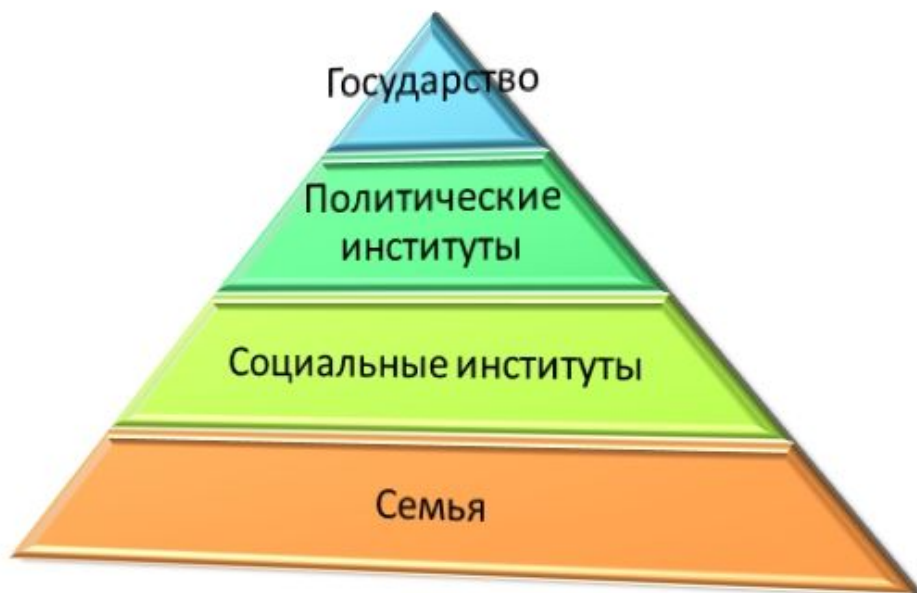 Государство
Политические
институты
Социальные институты
Семья